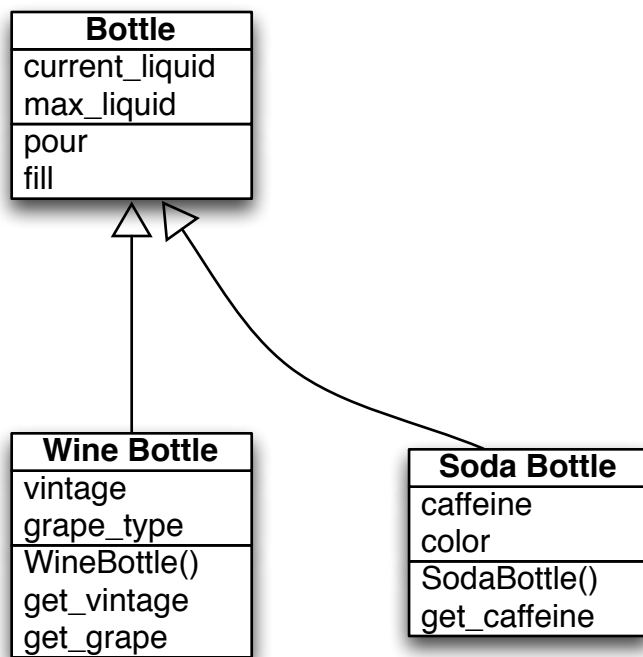 Bottle
current_liquid
max_liquid
pour
fill
Wine Bottle
vintage
grape_type
WineBottle()
get_vintage
get_grape
Soda Bottle
caffeine
color
SodaBottle()
get_caffeine